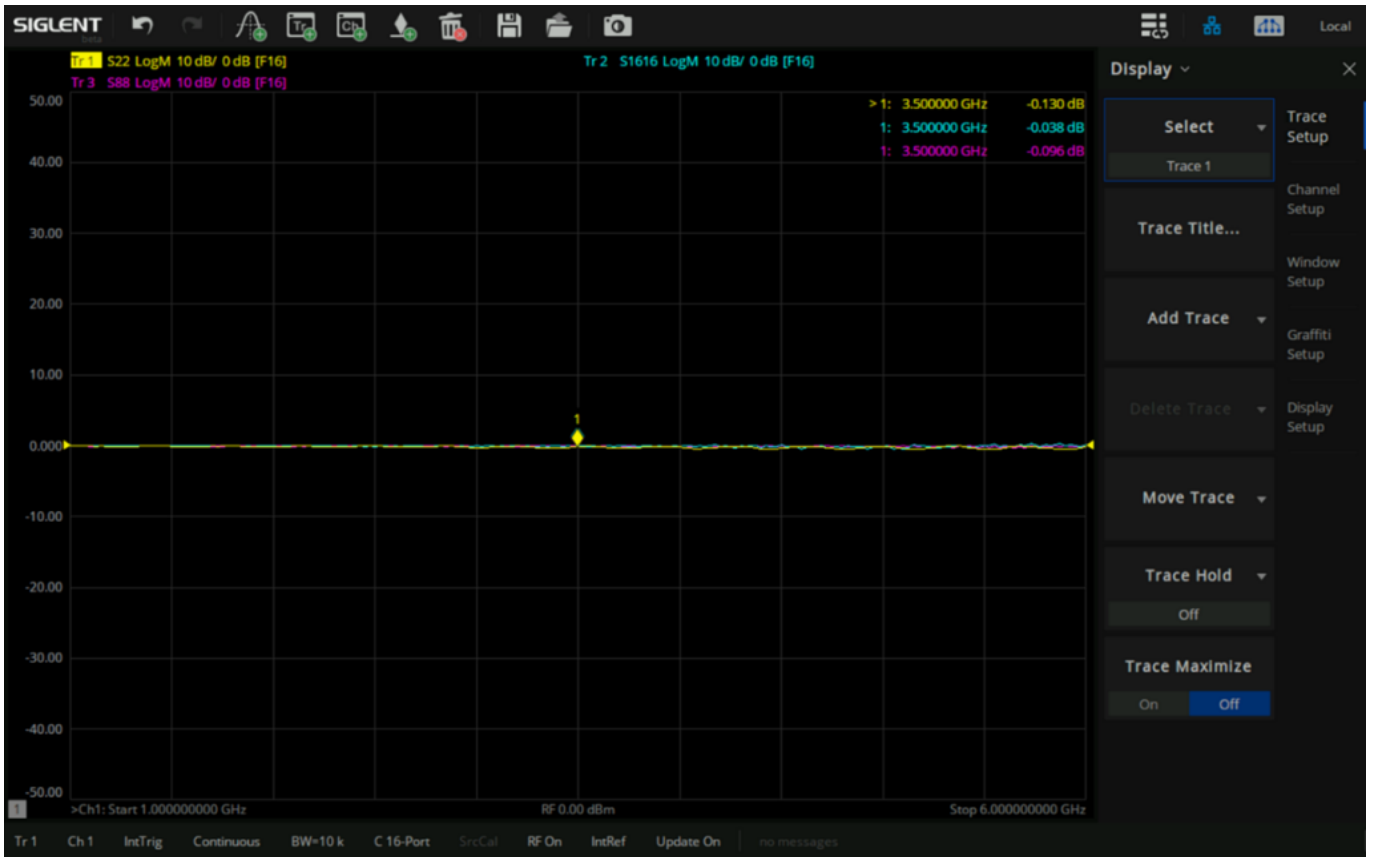 SIGLENT
beta
Tr Ch Local
Tr 1 S22 LogM 10 dB/ 0 dB [F16] Tr 2 S1616 LogM 10 dB/ 0 dB [F16]
Tr 3 S88 LogM 10 dB/ 0 dB [F16]
50.00
> 1: 3.500000 GHz -0.130 dB
1: 3.500000 GHz -0.038 dB
1: 3.500000 GHz -0.096 dB
40.00
30.00
20.00
10.00
1
0.000
-10.00
-20.00
-30.00
-40.00
-50.00
1 >Ch1: Start 1.000000000 GHz RF 0.00 dBm Stop 6.000000000 GHz
Display
Select
Trace 1
Trace Title...
Add Trace
Delete Trace
Move Trace
Trace Hold
Off
Trace Maximize
On Off
Trace
Setup
Channel
Setup
Window
Setup
Graffiti
Setup
Display
Setup
Tr 1 Ch 1 IntTrig Continuous BW=10 k C 16-Port SrcCal RF On IntRef Update On no messages